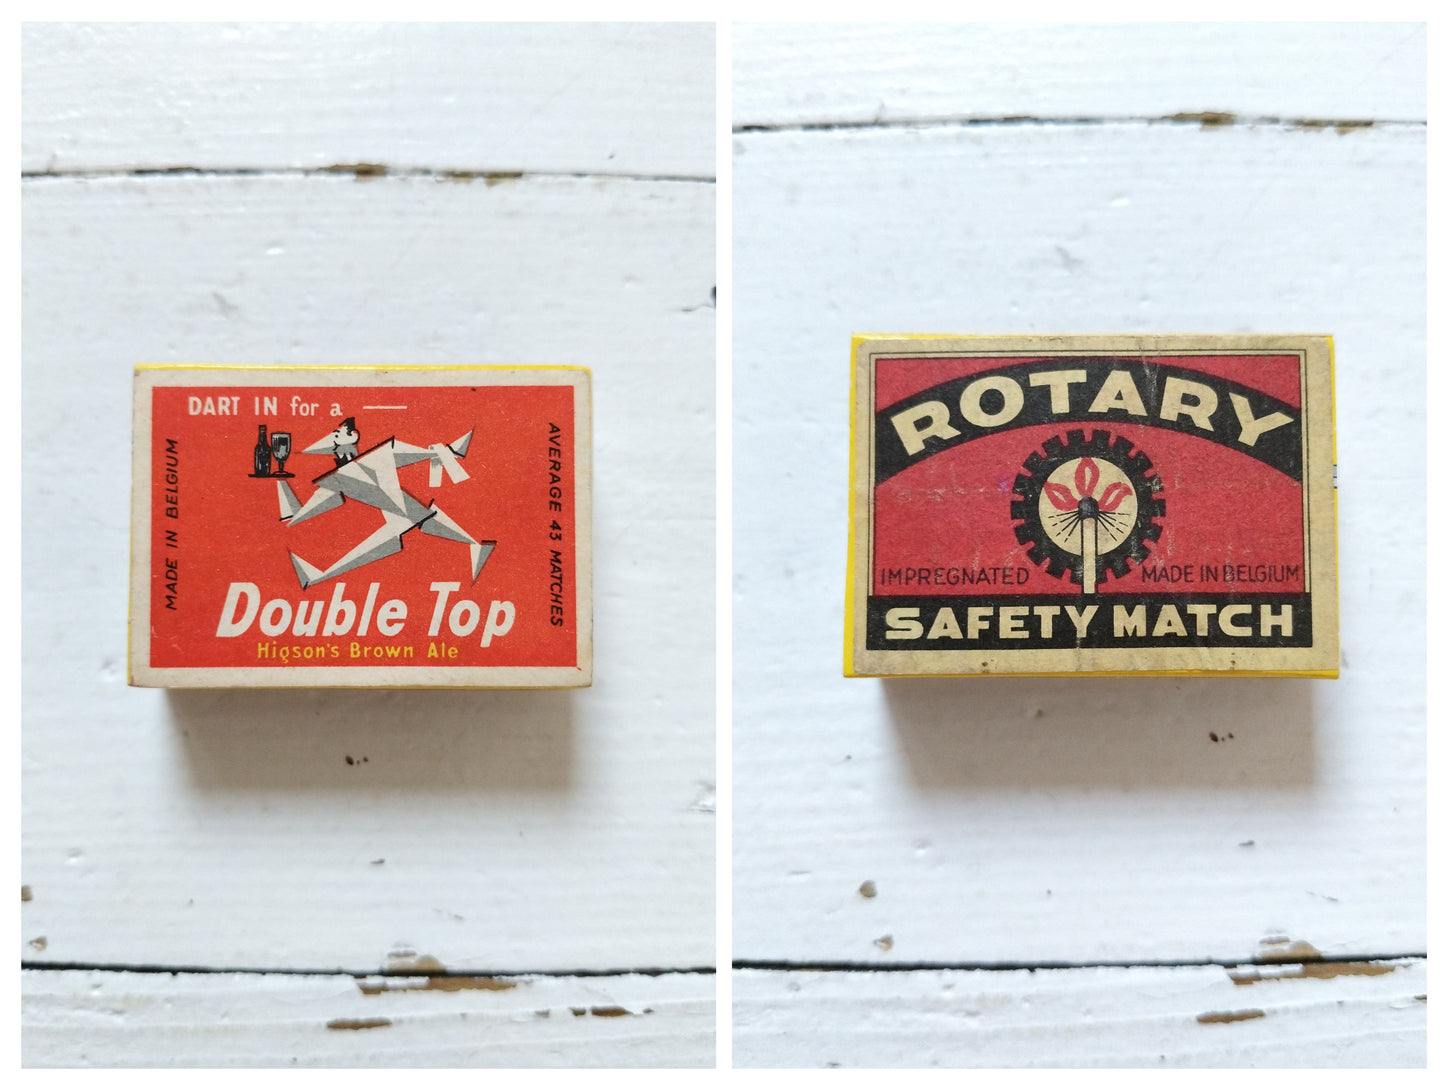 DART IN for a —
MADE IN BELGIUM
AVERAGE 43 MATCHES
Double Top
Higson's Brown Ale
ROTARY
IMPREGNATED
MADE IN BELGIUM
SAFETY MATCH